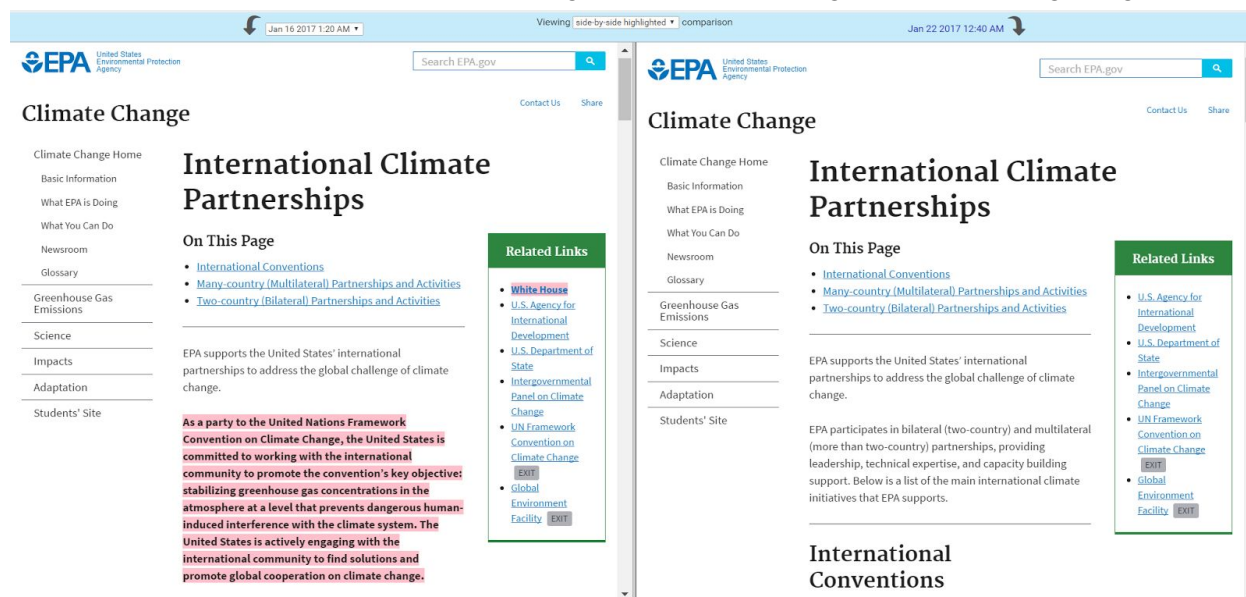 Jan 16 2017 1:20 AM
Viewing side-by-side highlighted comparison
Jan 22 2017 12:40 AM
EPA United States
Environmental Protection
Agency
Search EPA.gov
Contact Us Share
Climate Change
Climate Change Home
Basic Information
What EPA is Doing
What You Can Do
Newsroom
Glossary
Greenhouse Gas
Emissions
Science
Impacts
Adaptation
Students' Site
International Climate
Partnerships
On This Page
• International Conventions
• Many-country (Multilateral) Partnerships and Activities
• Two-country (Bilateral) Partnerships and Activities
EPA supports the United States' international
partnerships to address the global challenge of climate
change.
As a party to the United Nations Framework
Convention on Climate Change, the United States is
committed to working with the international
community to promote the convention's key objective:
stabilizing greenhouse gas concentrations in the
atmosphere at a level that prevents dangerous human-
induced interference with the climate system. The
United States is actively engaging with the
international community to find solutions and
promote global cooperation on climate change.
Related Links
• White House
• U.S. Agency for
International
Development
• U.S. Department of
State
• Intergovernmental
Panel on Climate
Change
• UN Framework
Convention on
Climate Change
EXIT
• Global
Environment
Facility EXIT
EPA United States
Environmental Protection
Agency
Search EPA.gov
Contact Us Share
Climate Change
Climate Change Home
Basic Information
What EPA is Doing
What You Can Do
Newsroom
Glossary
Greenhouse Gas
Emissions
Science
Impacts
Adaptation
Students' Site
International Climate
Partnerships
On This Page
• International Conventions
• Many-country (Multilateral) Partnerships and Activities
• Two-country (Bilateral) Partnerships and Activities
EPA supports the United States' international
partnerships to address the global challenge of climate
change.
EPA participates in bilateral (two-country) and multilateral
(more than two-country) partnerships, providing
leadership, technical expertise, and capacity building
support. Below is a list of the main international climate
initiatives that EPA supports.
International
Conventions
Related Links
• U.S. Agency for
International
Development
• U.S. Department of
State
• Intergovernmental
Panel on Climate
Change
• UN Framework
Convention on
Climate Change
EXIT
• Global
Environment
Facility EXIT